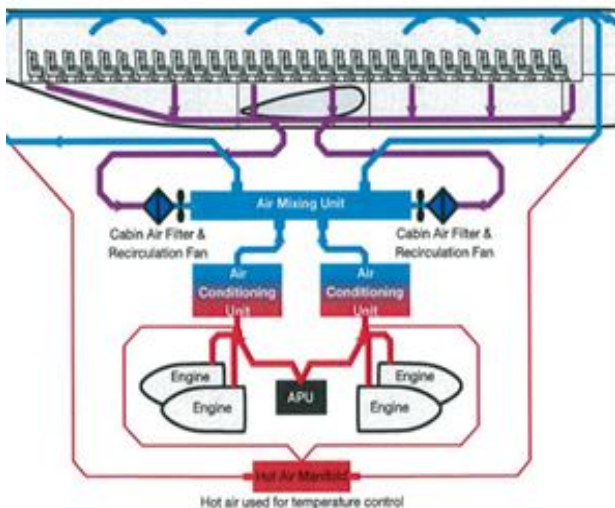 Air Mixing Unit
Cabin Air Filter &
Recirculation Fan
Cabin Air Filter &
Recirculation Fan
Air
Conditioning
Unit
Air
Conditioning
Unit
Engine
Engine
APU
Engine
Engine
Hot Air Manifold
Hot air used for temperature control